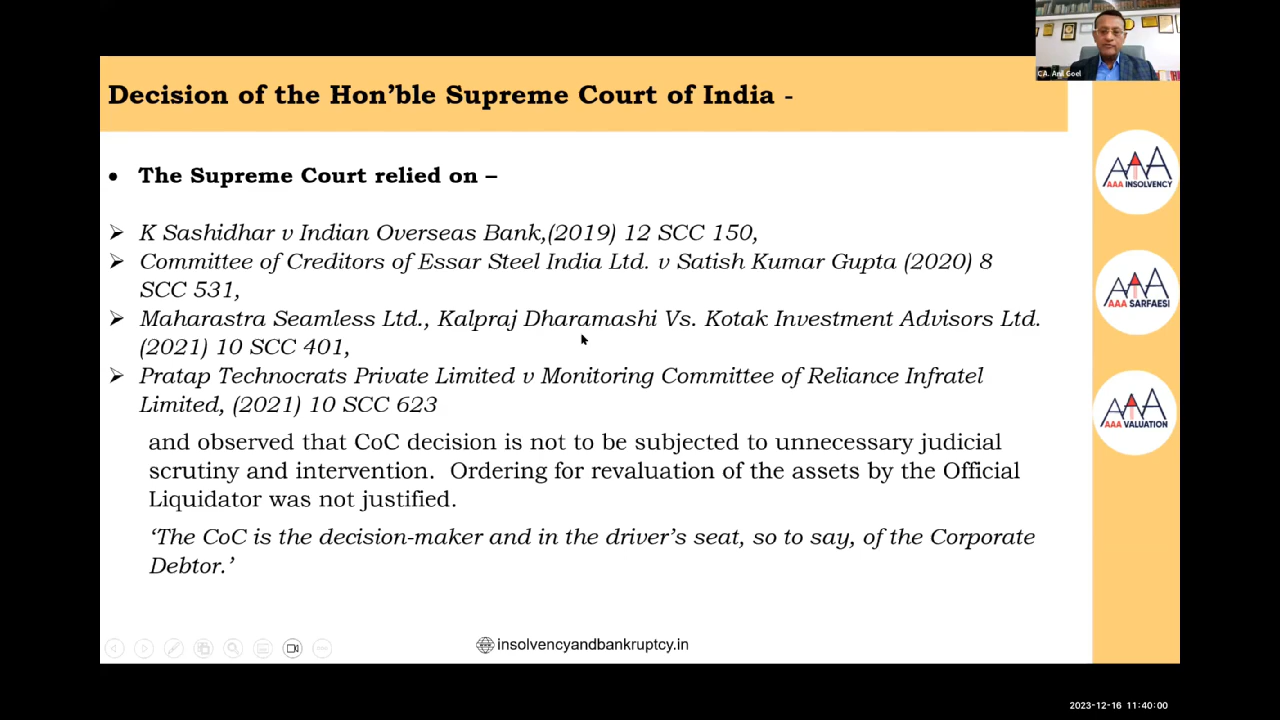 C.A. Anil Goel
Decision of the Hon’ble Supreme Court of India -
• The Supreme Court relied on –
➢ K Sashidhar v Indian Overseas Bank,(2019) 12 SCC 150,
➢ Committee of Creditors of Essar Steel India Ltd. v Satish Kumar Gupta (2020) 8
SCC 531,
➢ Maharastra Seamless Ltd., Kalpraj Dharamashi Vs. Kotak Investment Advisors Ltd.
(2021) 10 SCC 401,
➢ Pratap Technocrats Private Limited v Monitoring Committee of Reliance Infratel
Limited, (2021) 10 SCC 623
and observed that CoC decision is not to be subjected to unnecessary judicial
scrutiny and intervention.  Ordering for revaluation of the assets by the Official
Liquidator was not justified.
‘The CoC is the decision-maker and in the driver’s seat, so to say, of the Corporate
Debtor.’
AAA INSOLVENCY
AAA SARFAESI
AAA VALUATION
insolvencyandbankruptcy.in
2023-12-16 11:40:00